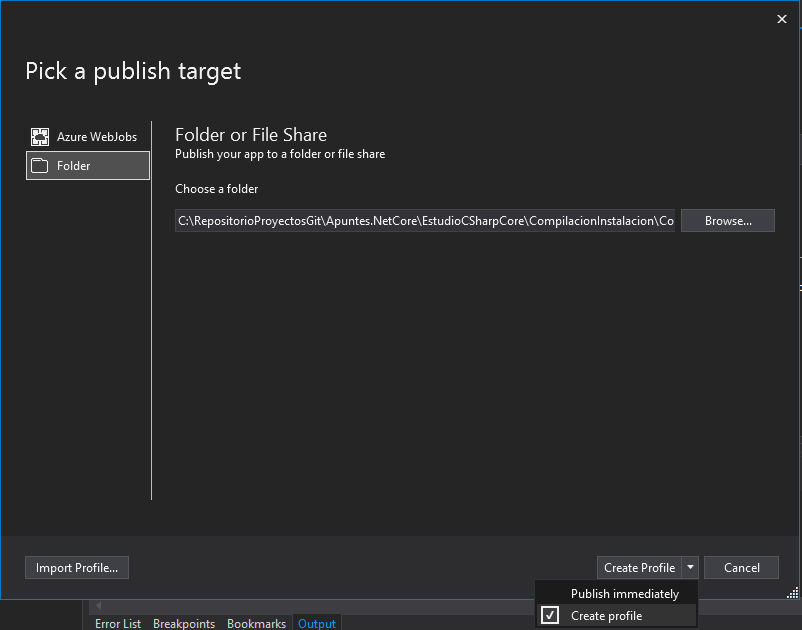 Pick a publish target
Azure WebJobs
Folder
Folder or File Share
Publish your app to a folder or file share
Choose a folder
C:\RepositorioProyectosGit\Apuntes.NetCore\EstudioCSharpCore\CompilacionInstalacion\Co
Browse...
Import Profile...
Create Profile
Cancel
Publish immediately
Create profile
Error List Breakpoints Bookmarks Output